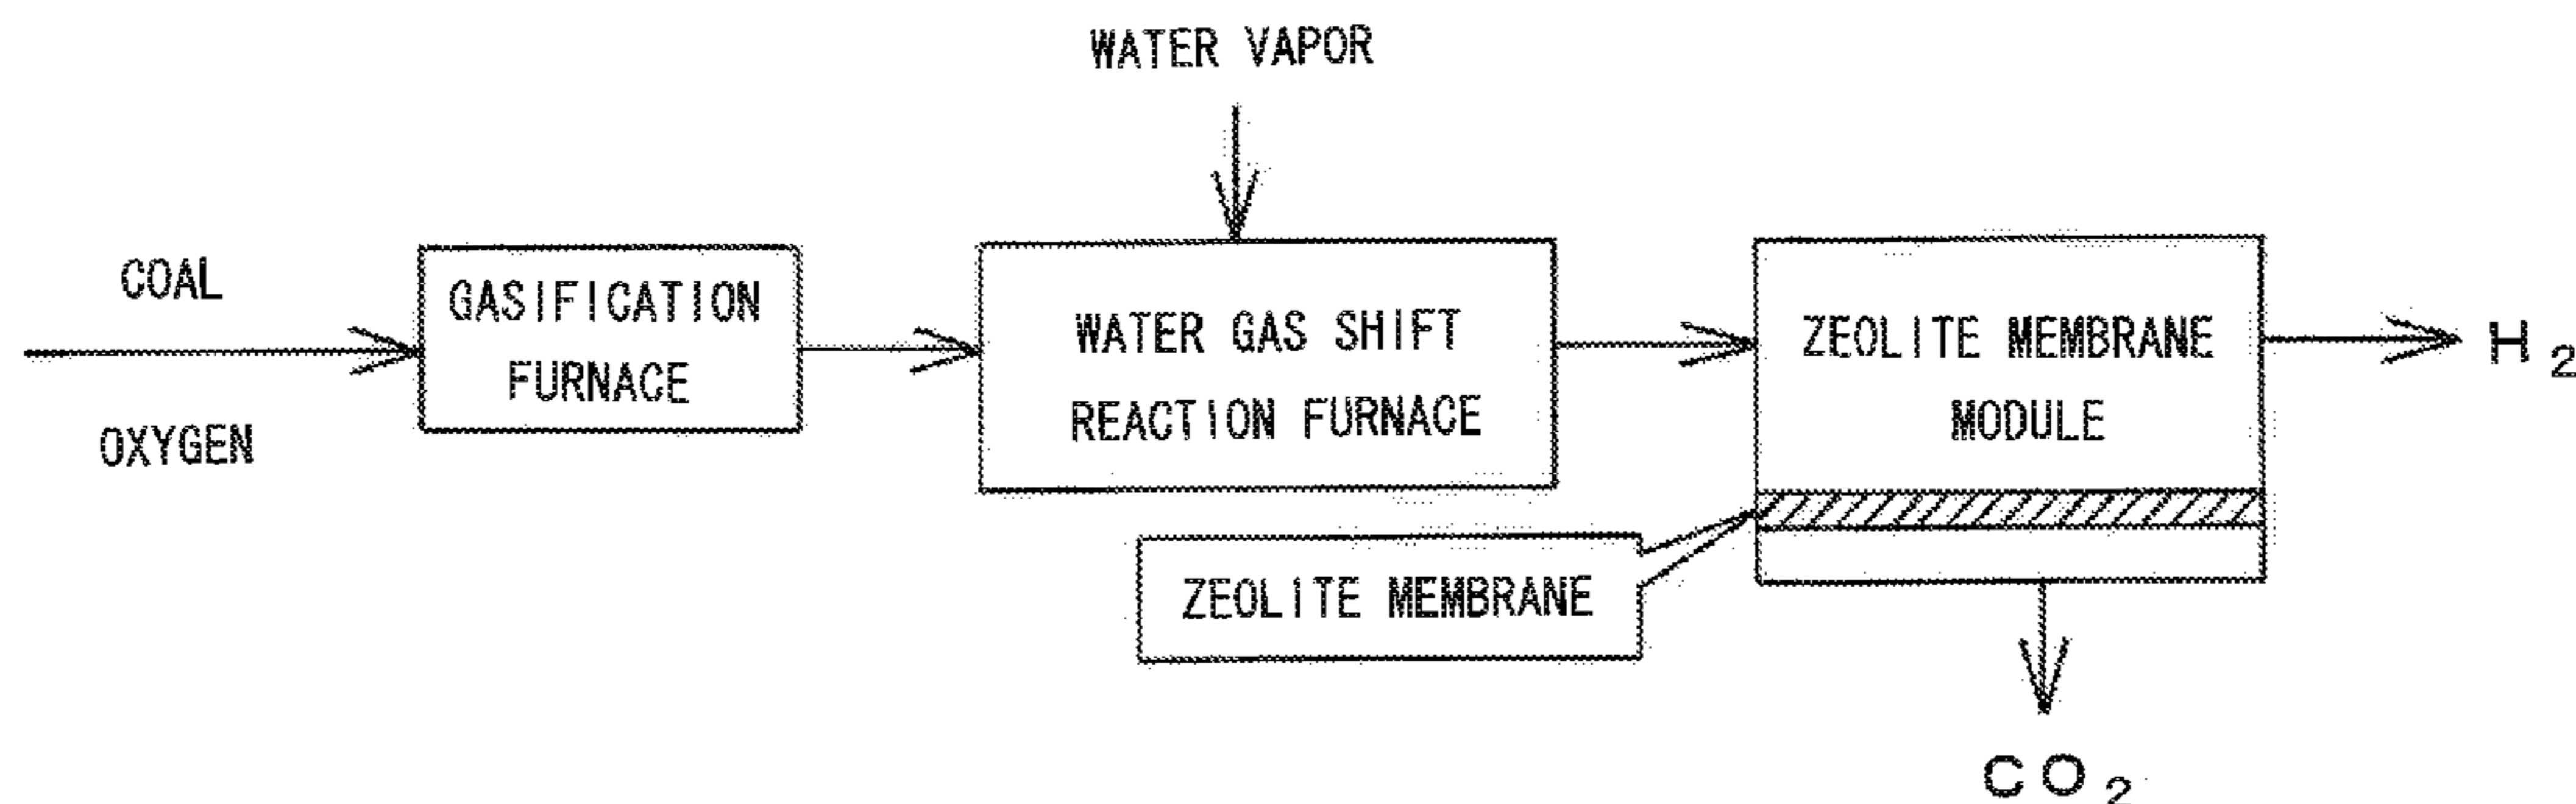 WATER VAPOR
COAL
OXYGEN
GASIFICATION
FURNACE
WATER GAS SHIFT
REACTION FURNACE
ZEOLITE MEMBRANE
MODULE
H₂
ZEOLITE MEMBRANE
CO₂